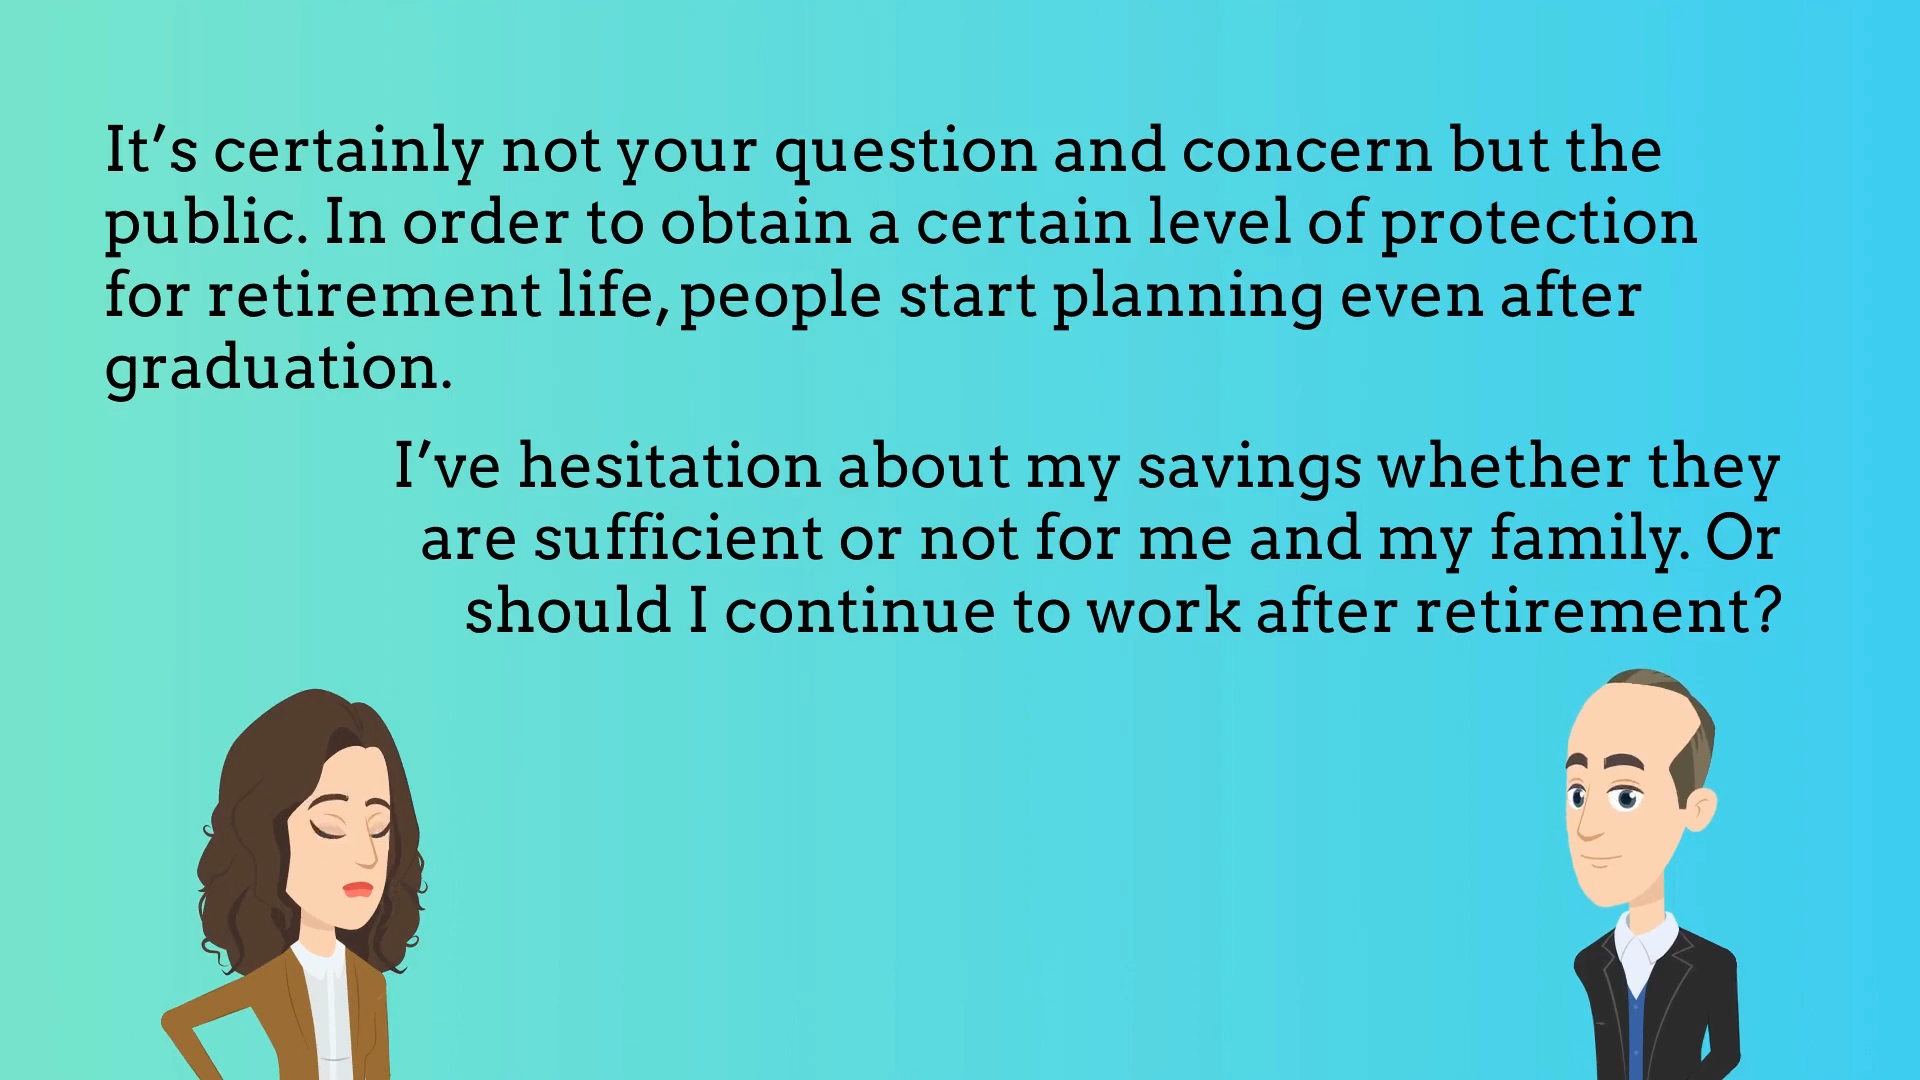 It’s certainly not your question and concern but the
public. In order to obtain a certain level of protection
for retirement life, people start planning even after
graduation.
I’ve hesitation about my savings whether they
are sufficient or not for me and my family. Or
should I continue to work after retirement?